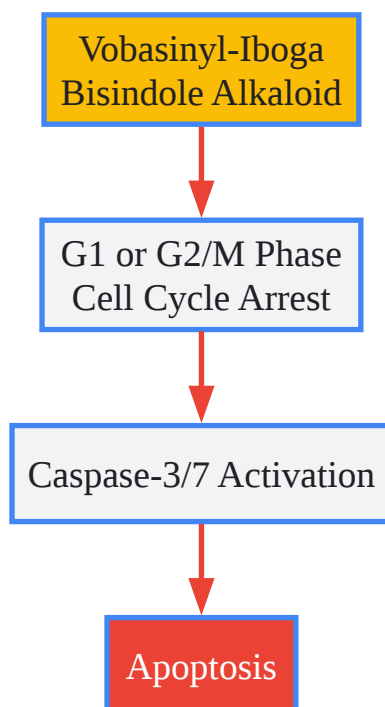 Vobasinyl-Iboga
Bisindole Alkaloid
G1 or G2/M Phase
Cell Cycle Arrest
Caspase-3/7 Activation
Apoptosis